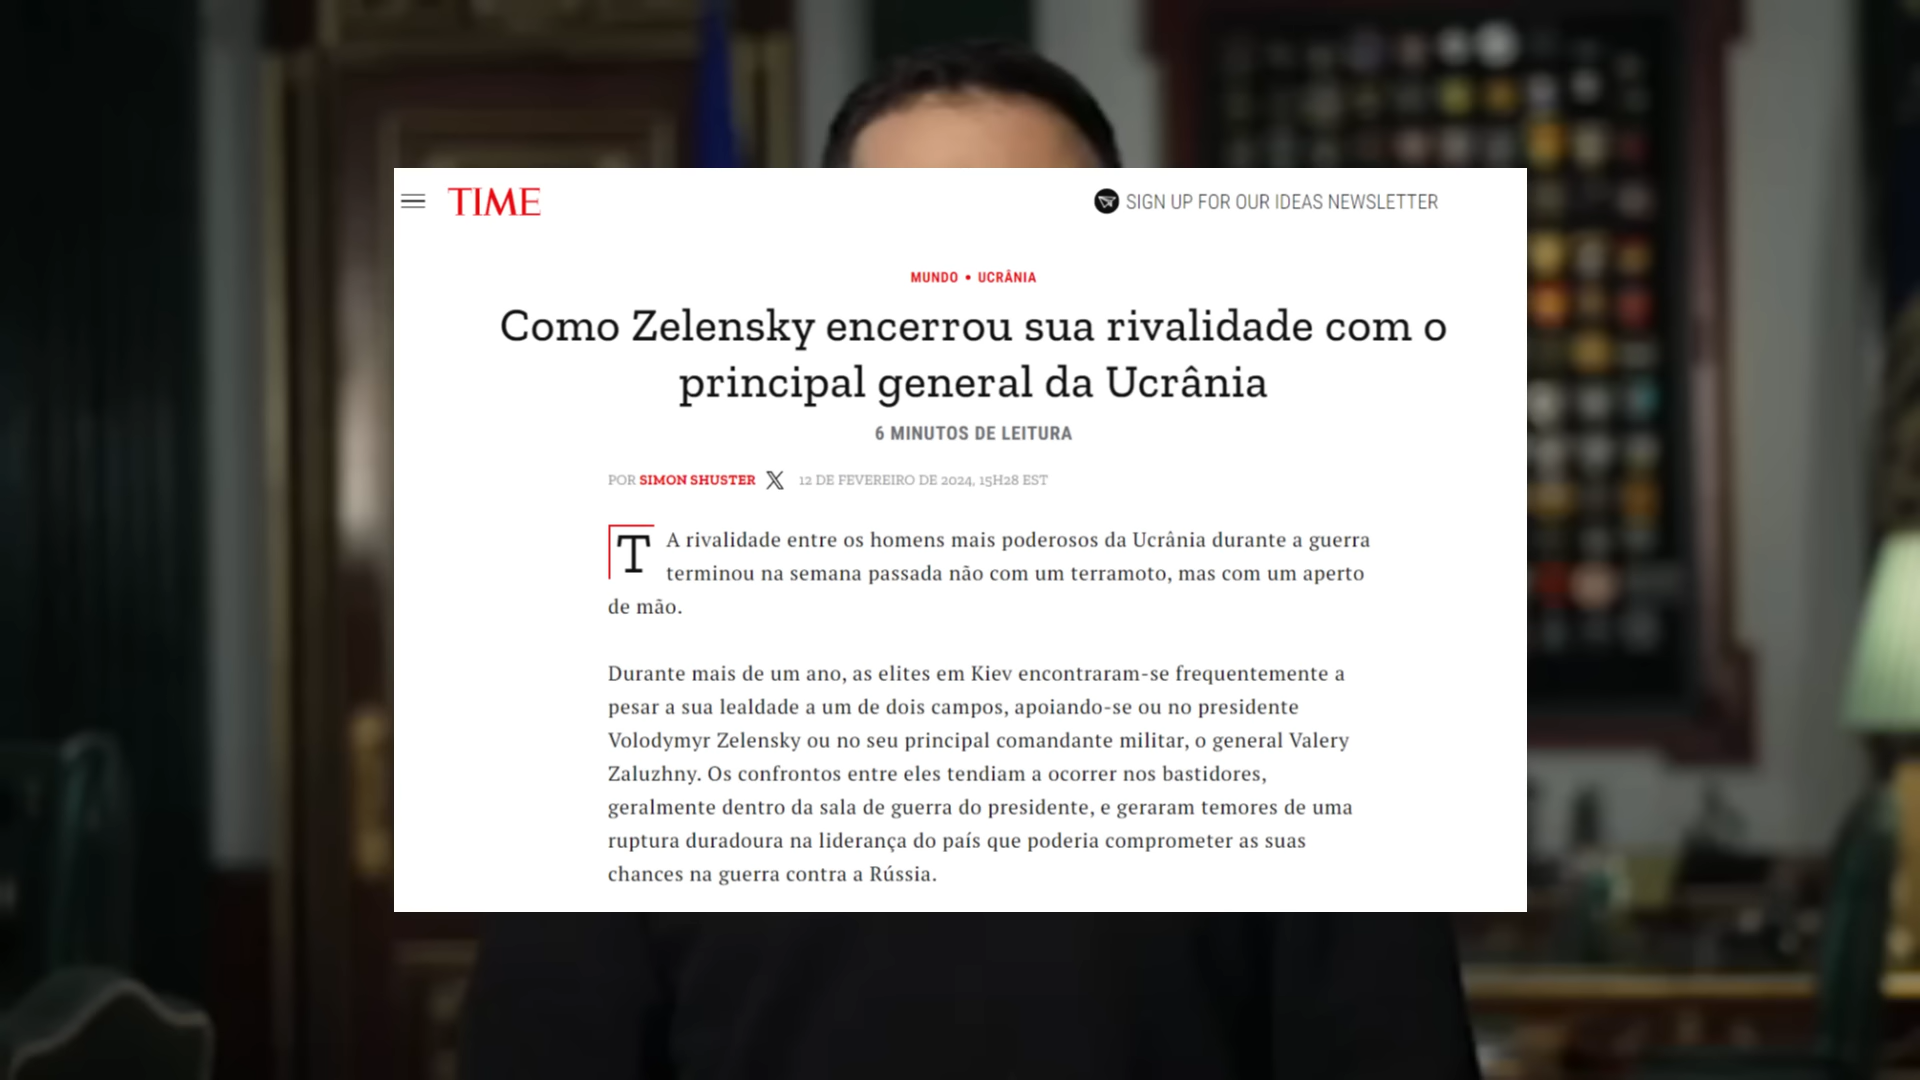 TIME
SIGN UP FOR OUR IDEAS NEWSLETTER
MUNDO • UCRÂNIA
Como Zelensky encerrou sua rivalidade com o
principal general da Ucrânia
6 MINUTOS DE LEITURA
POR SIMON SHUSTER X 12 DE FEVEREIRO DE 2024, 15H28 EST
T A rivalidade entre os homens mais poderosos da Ucrânia durante a guerra
terminou na semana passada não com um terramoto, mas com um aperto
de mão.
Durante mais de um ano, as elites em Kiev encontraram-se frequentemente a
pesar a sua lealdade a um de dois campos, apoiando-se ou no presidente
Volodymyr Zelensky ou no seu principal comandante militar, o general Valery
Zaluzhny. Os confrontos entre eles tendiam a ocorrer nos bastidores,
geralmente dentro da sala de guerra do presidente, e geraram temores de uma
ruptura duradoura na liderança do país que poderia comprometer as suas
chances na guerra contra a Rússia.